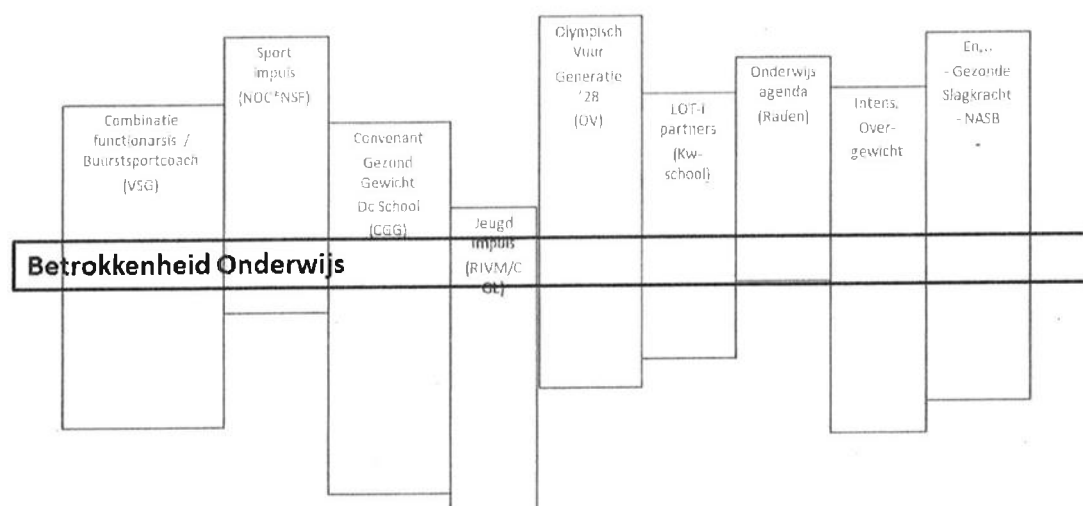 Combinatie
functionarsis /
Buurstsportcoach
(VSG)
Sport
impuls
(NOC*NSF)
Convenant
Gezond
Gewicht
De School
(CGG)
Jeugd
Impuls
(RIVM/C
GL)
Olympisch
Vuur
Generatie
'28
(OV)
LOT-i
partners
(Kw-
school)
Onderwijs
agenda
(Raden)
Intens.
Over-
gewicht
En...
- Gezonde
Slagkracht
- NASB
-
Betrokkenheid Onderwijs